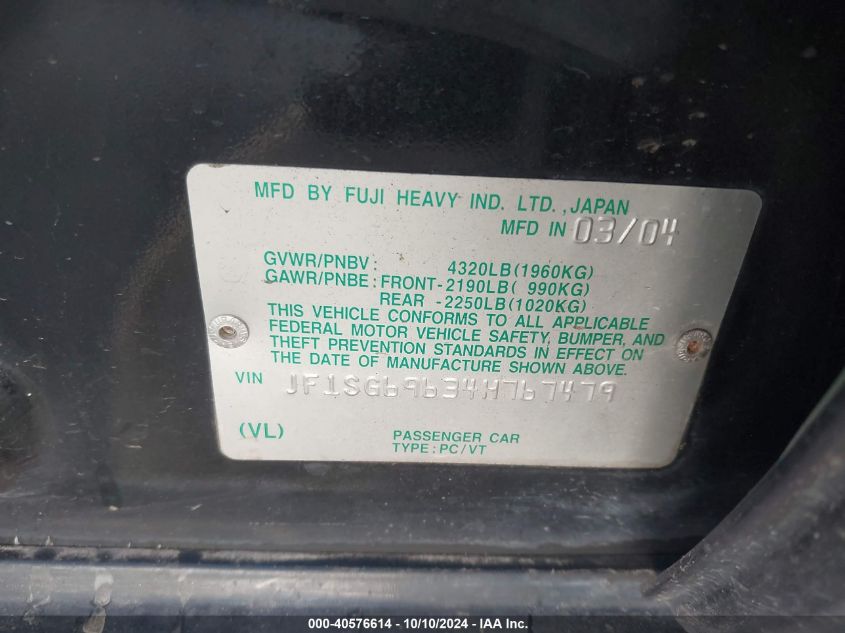 MFD BY FUJI HEAVY IND. LTD., JAPAN
MFD IN 03/04
GVWR/PNBV: 4320LB(1960KG)
GAWR/PNBE: FRONT-2190LB( 990KG)
REAR -2250LB(1020KG)
THIS VEHICLE CONFORMS TO ALL APPLICABLE
FEDERAL MOTOR VEHICLE SAFETY, BUMPER, AND
THEFT PREVENTION STANDARDS IN EFFECT ON
THE DATE OF MANUFACTURE SHOWN ABOVE.
VIN JF1SG69634H767479
(VL)
PASSENGER CAR
TYPE: PC/VT
000-40576614 - 10/10/2024 - IAA Inc.